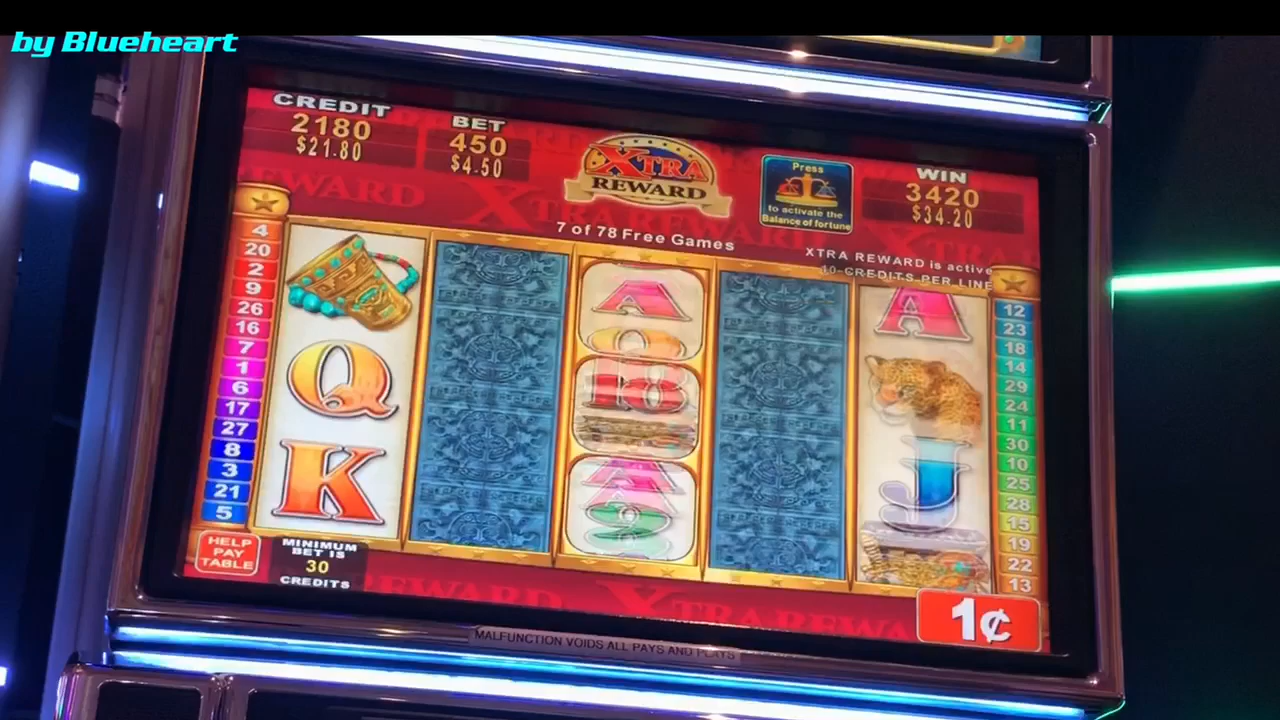 by Blueheart
CREDIT
2180
$21.80
BET
450
$4.50
XTRA
REWARD
Press
to activate the
Balance of fortune
WIN
3420
$34.20
7 of 78 Free Games
XTRA REWARD is active
10 CREDITS PER LINE
4
20
2
9
26
16
7
1
6
17
27
8
3
21
5
Q
K
A
Q
10
A
A
J
12
23
18
14
29
24
11
30
10
25
28
15
19
22
13
HELP
PAY
TABLE
MINIMUM
BET IS
30
CREDITS
1¢
MALFUNCTION VOIDS ALL PAYS AND PLAYS